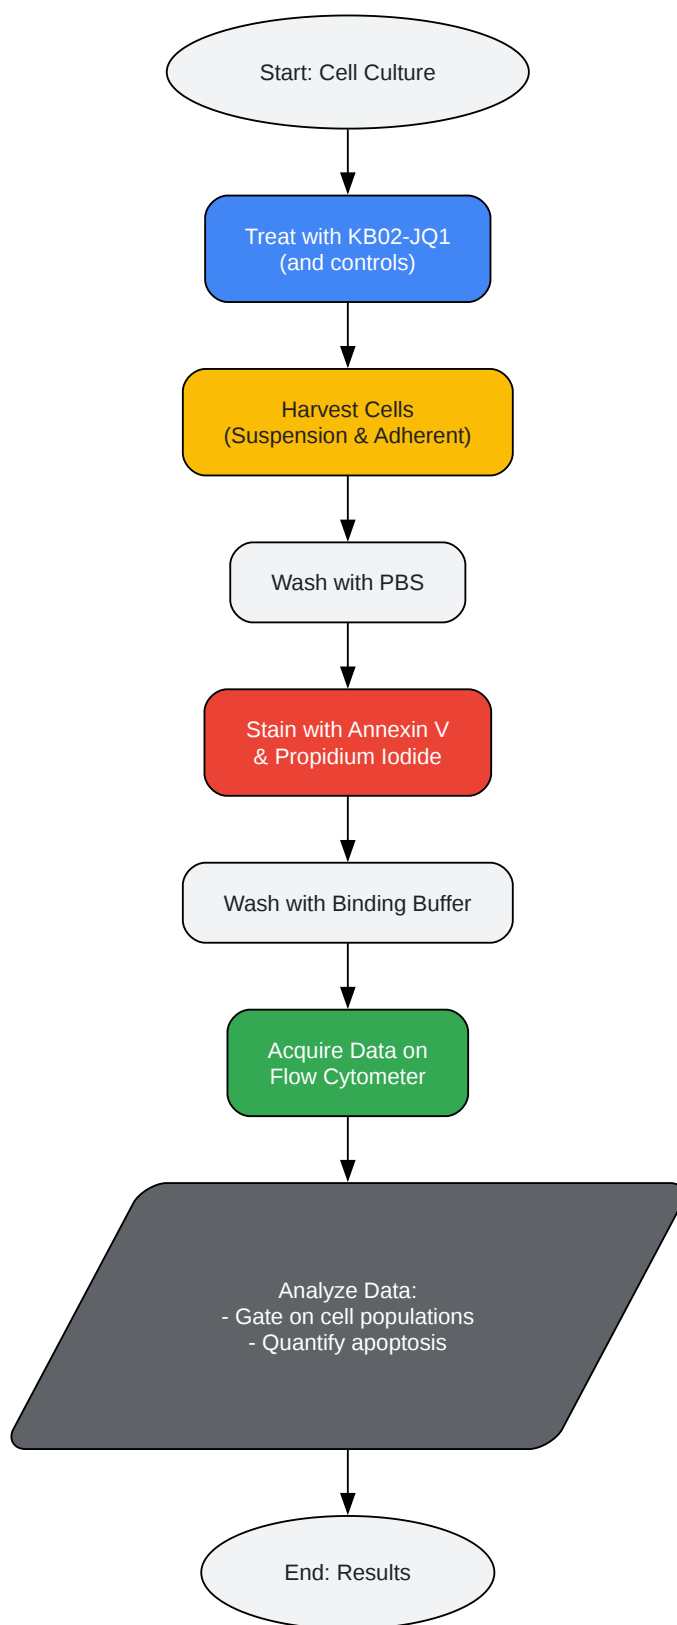 Start: Cell Culture
Treat with KB02-JQ1
(and controls)
Harvest Cells
(Suspension & Adherent)
Wash with PBS
Stain with Annexin V
& Propidium Iodide
Wash with Binding Buffer
Acquire Data on
Flow Cytometer
Analyze Data:
- Gate on cell populations
- Quantify apoptosis
End: Results